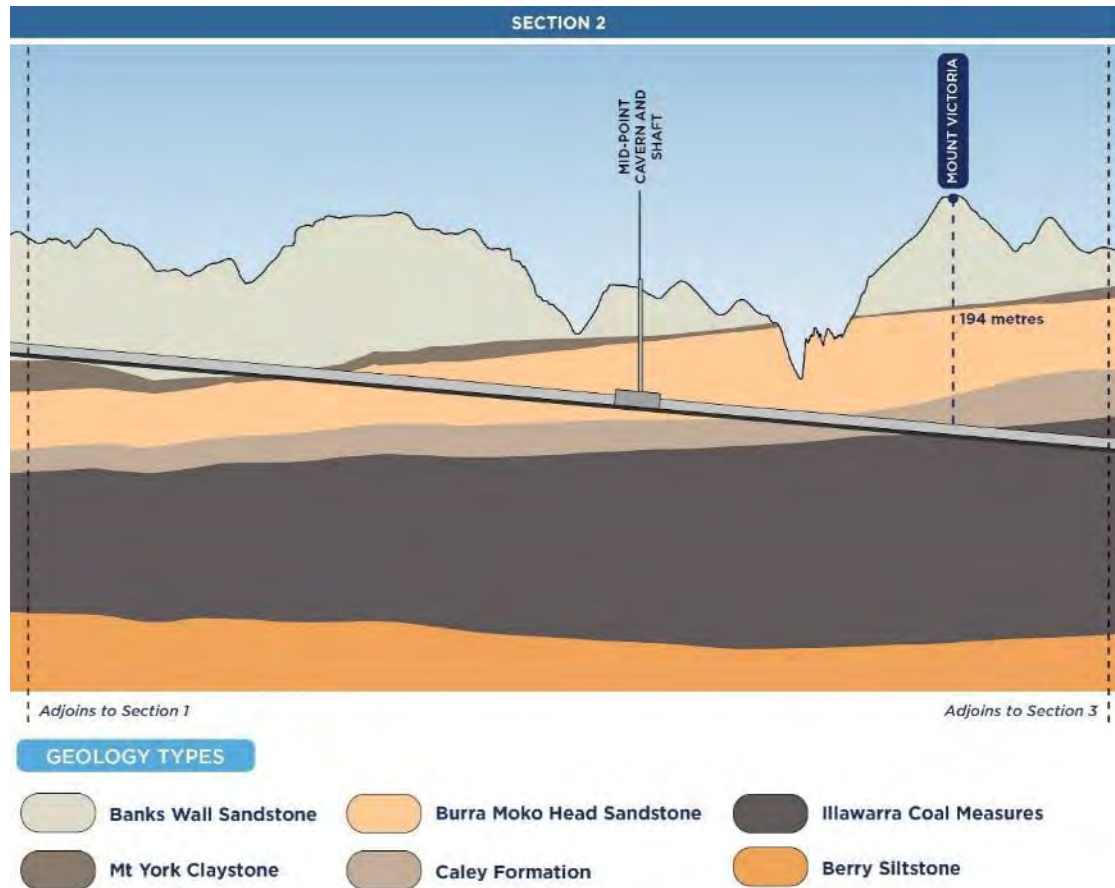 SECTION 2
MID-POINT
CAVERN AND
SHAFT
MOUNT VICTORIA
194 metres
Adjoins to Section 1
Adjoins to Section 3
GEOLOGY TYPES
Banks Wall Sandstone
Burra Moko Head Sandstone
Illawarra Coal Measures
Mt York Claystone
Caley Formation
Berry Siltstone